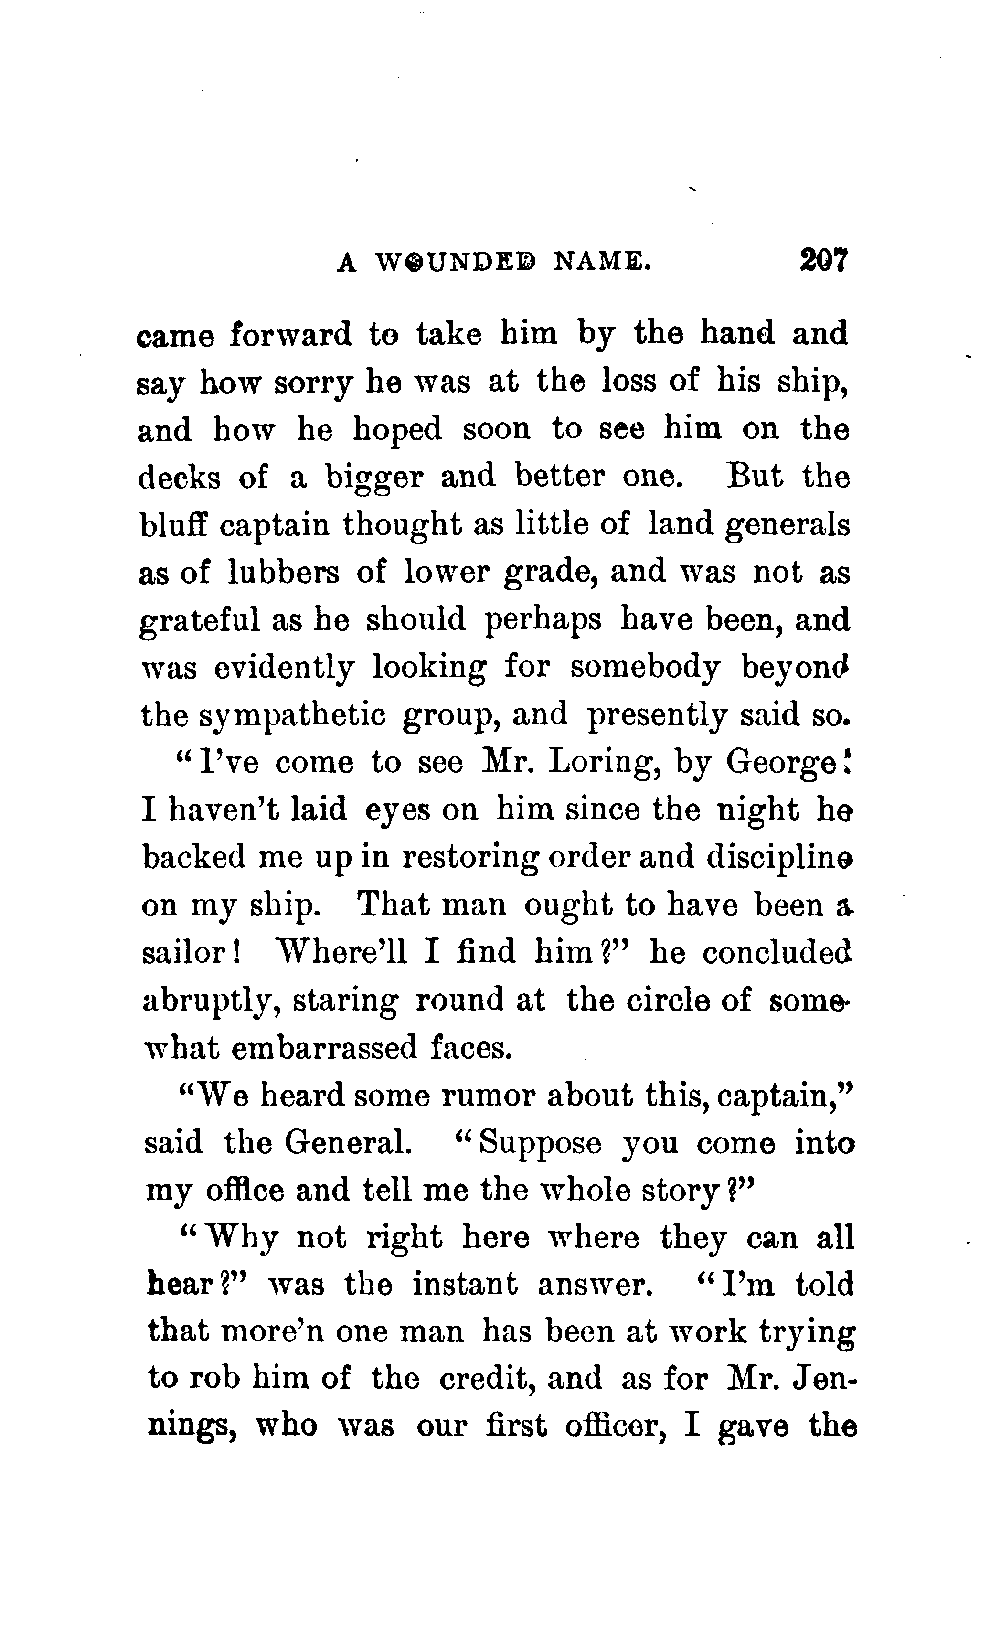 A WOUNDED NAME. 207
came forward to take him by the hand and
say how sorry he was at the loss of his ship,
and how he hoped soon to see him on the
decks of a bigger and better one. But the
bluff captain thought as little of land generals
as of lubbers of lower grade, and was not as
grateful as he should perhaps have been, and
was evidently looking for somebody beyond
the sympathetic group, and presently said so.
"I've come to see Mr. Loring, by George!
I haven't laid eyes on him since the night he
backed me up in restoring order and discipline
on my ship. That man ought to have been a
sailor! Where'll I find him?" he concluded
abruptly, staring round at the circle of some-
what embarrassed faces.
"We heard some rumor about this, captain,"
said the General. "Suppose you come into
my office and tell me the whole story?"
"Why not right here where they can all
hear?" was the instant answer. "I'm told
that more'n one man has been at work trying
to rob him of the credit, and as for Mr. Jen-
nings, who was our first officer, I gave the